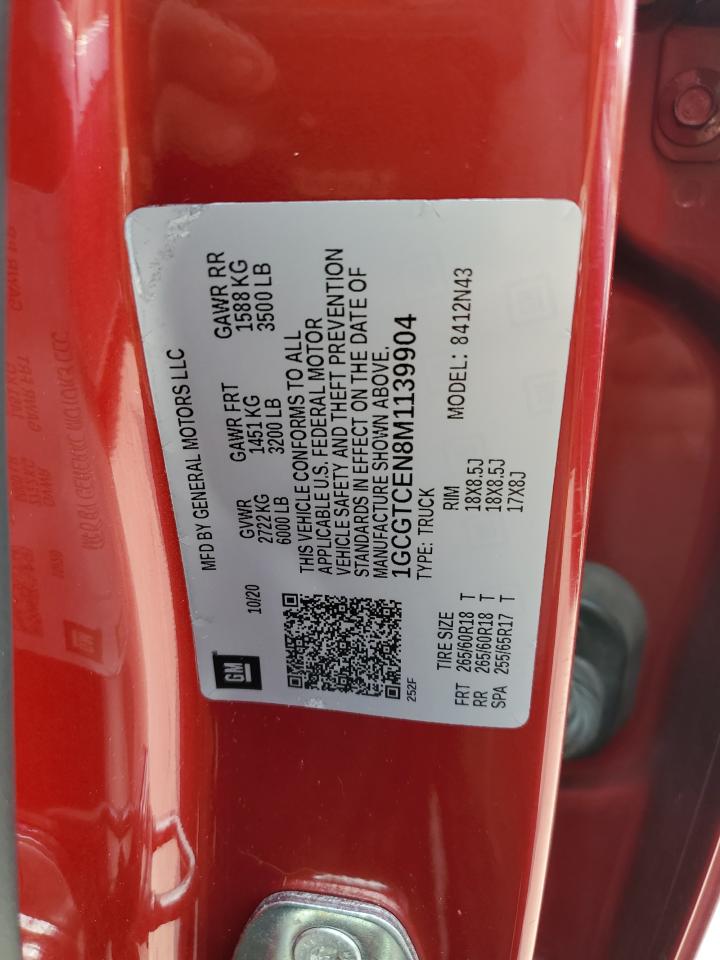 GM
10/20
MFD BY GENERAL MOTORS LLC
GVWR GAWR FRT GAWR RR
2722 KG 1451 KG 1588 KG
6000 LB 3200 LB 3500 LB
THIS VEHICLE CONFORMS TO ALL
APPLICABLE U.S. FEDERAL MOTOR
VEHICLE SAFETY AND THEFT PREVENTION
STANDARDS IN EFFECT ON THE DATE OF
MANUFACTURE SHOWN ABOVE.
1GCGTCEN8M1139904
252F
TYPE: TRUCK MODEL: 8412N43
TIRE SIZE RIM
FRT 265/60R18 T 18X8.5J
RR 265/60R18 T 18X8.5J
SPA 255/65R17 T 17X8J